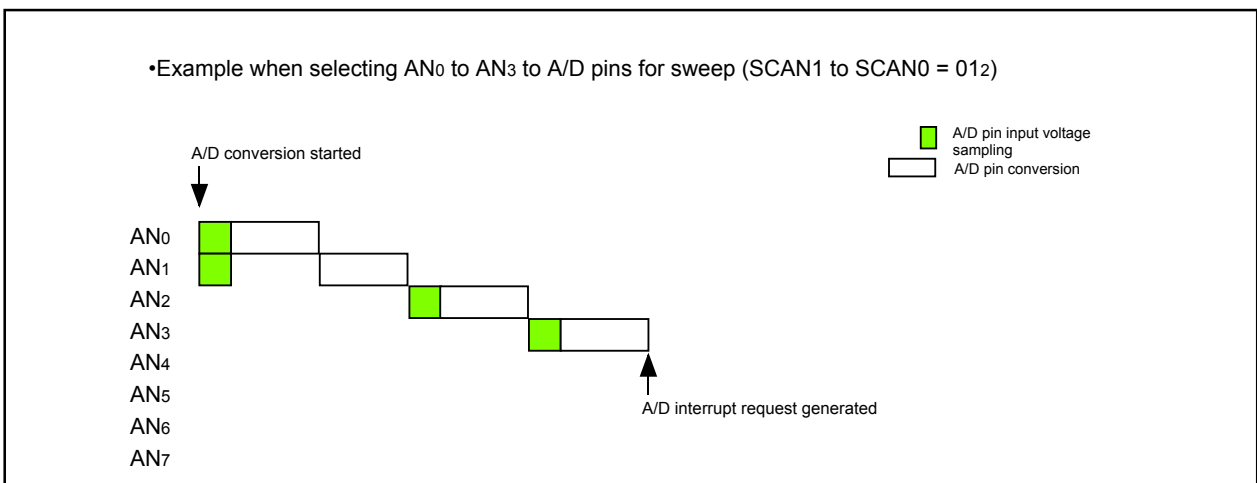 •Example when selecting AN0 to AN3 to A/D pins for sweep (SCAN1 to SCAN0 = 012)
A/D pin input voltage
sampling
A/D pin conversion
A/D conversion started
AN0
AN1
AN2
AN3
AN4
A/D interrupt request generated
AN5
AN6
AN7